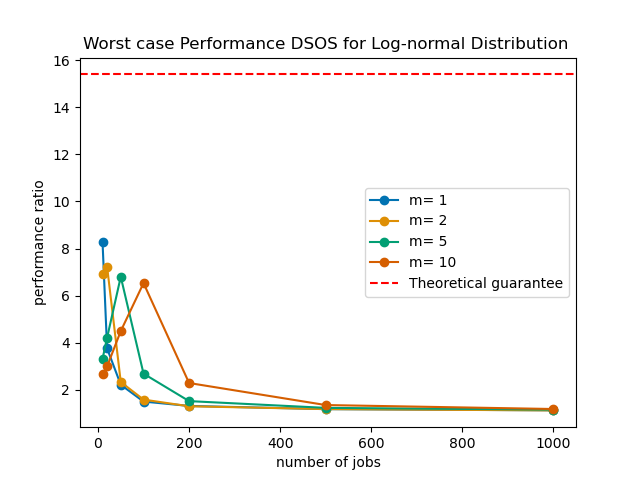 Worst case Performance DSOS for Log-normal Distribution
performance ratio
16
14
12
10
8
6
4
2
m= 1
m= 2
m= 5
m= 10
Theoretical guarantee
0
200
400
600
800
1000
number of jobs